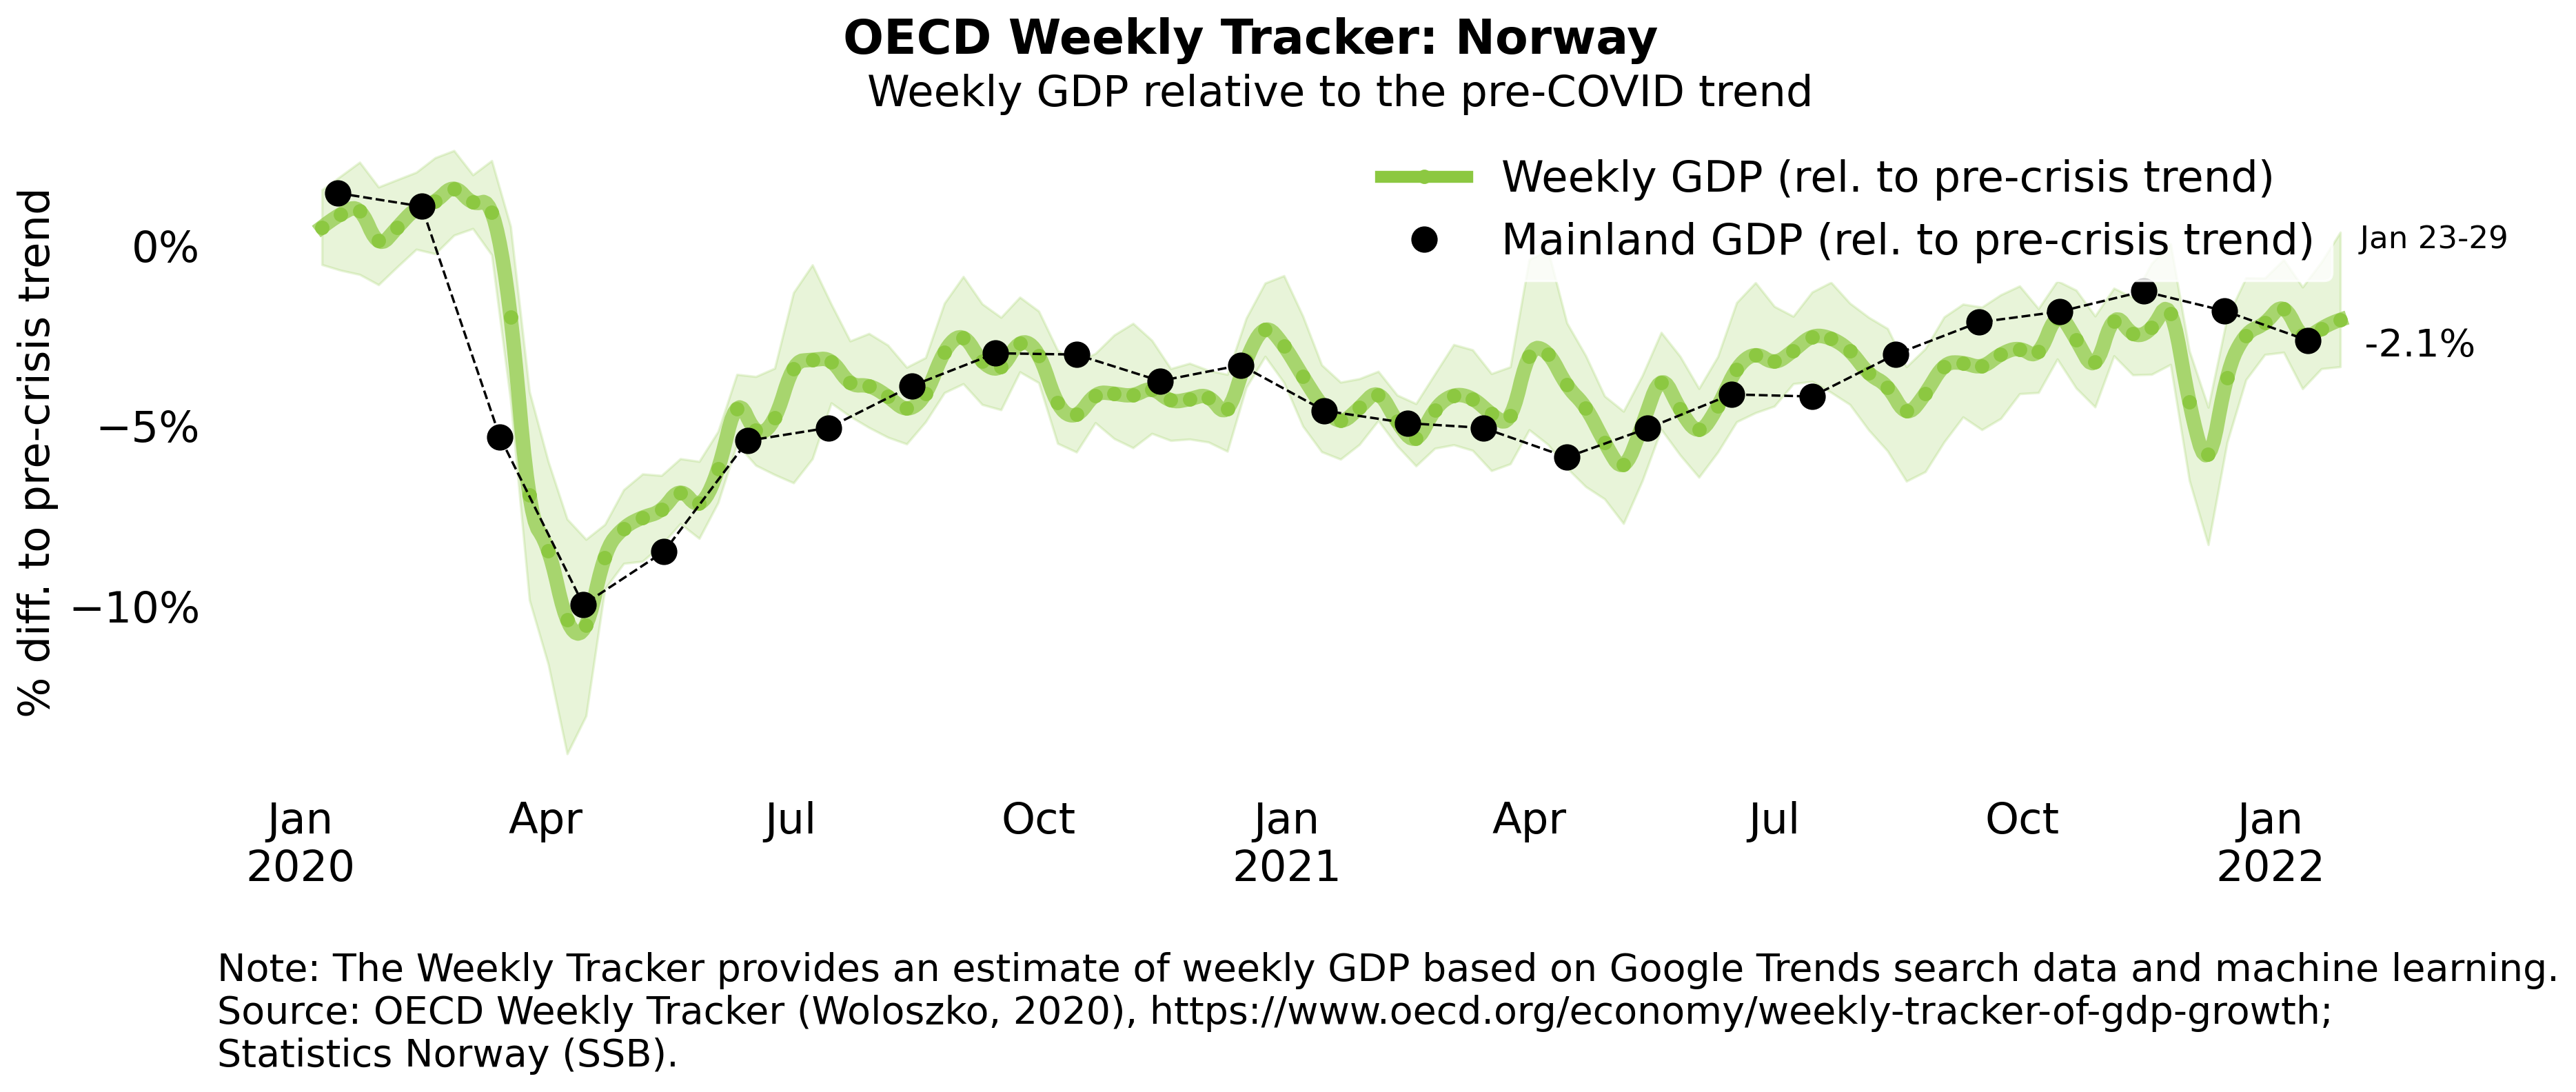 OECD Weekly Tracker: Norway
Weekly GDP relative to the pre-COVID trend
Weekly GDP (rel. to pre-crisis trend)
Mainland GDP (rel. to pre-crisis trend)
Jan 23-29
-2.1%
% diff. to pre-crisis trend
0%
−5%
−10%
Jan
2020
Apr
Jul
Oct
Jan
2021
Apr
Jul
Oct
Jan
2022
Note: The Weekly Tracker provides an estimate of weekly GDP based on Google Trends search data and machine learning.
Source: OECD Weekly Tracker (Woloszko, 2020), https://www.oecd.org/economy/weekly-tracker-of-gdp-growth;
Statistics Norway (SSB).